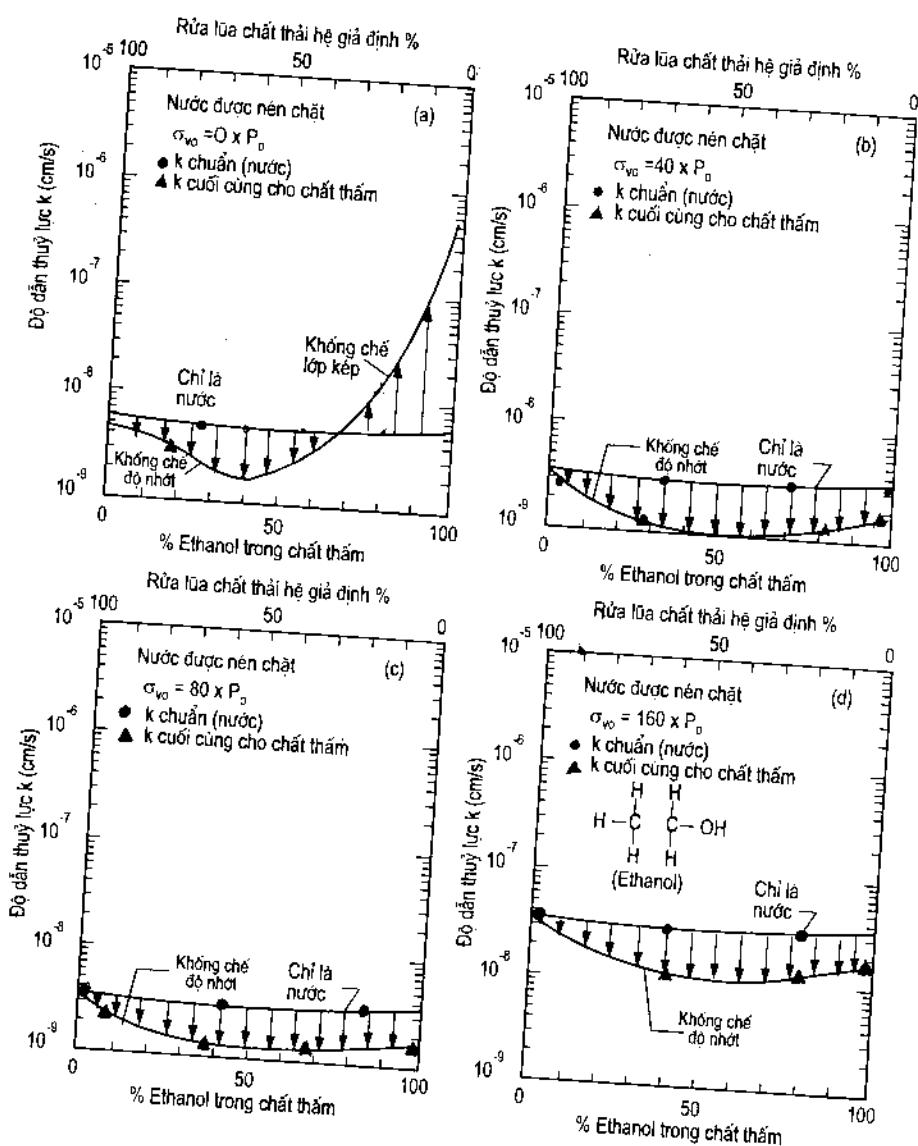 Rửa lũa chất thải hệ giả định %
10⁻⁵ 100 50 0
Nước được nén chặt (a)
σvo = 0 x P₀
● k chuẩn (nước)
▲ k cuối cùng cho chất thấm
10⁻⁶
10⁻⁷
10⁻⁸
10⁻⁹
Độ dẫn thuỷ lực k (cm/s)
Khống chế
lớp kép
Chỉ là
nước
Khống chế
độ nhớt
0 50 100
% Ethanol trong chất thấm
Rửa lũa chất thải hệ giả định %
10⁻⁵ 100 50 0
Nước được nén chặt (b)
σvo = 40 x P₀
● k chuẩn (nước)
▲ k cuối cùng cho chất thấm
10⁻⁶
10⁻⁷
10⁻⁸
10⁻⁹
Độ dẫn thuỷ lực k (cm/s)
Khống chế
độ nhớt
Chỉ là
nước
0 50 100
% Ethanol trong chất thấm
Rửa lũa chất thải hệ giả định %
10⁻⁵ 100 50 0
Nước được nén chặt (c)
σvo = 80 x P₀
● k chuẩn (nước)
▲ k cuối cùng cho chất thấm
10⁻⁶
10⁻⁷
10⁻⁸
10⁻⁹
Độ dẫn thuỷ lực k (cm/s)
Khống chế
độ nhớt
Chỉ là
nước
0 50 100
% Ethanol trong chất thấm
Rửa lũa chất thải hệ giả định %
10⁻⁵ 100 50 0
Nước được nén chặt (d)
σvo = 160 x P₀
● k chuẩn (nước)
▲ k cuối cùng cho chất thấm
H H
H – C C – OH
H H
(Ethanol)
10⁻⁶
10⁻⁷
10⁻⁸
10⁻⁹
Độ dẫn thuỷ lực k (cm/s)
Chỉ là
nước
Khống chế
độ nhớt
0 50 100
% Ethanol trong chất thấm